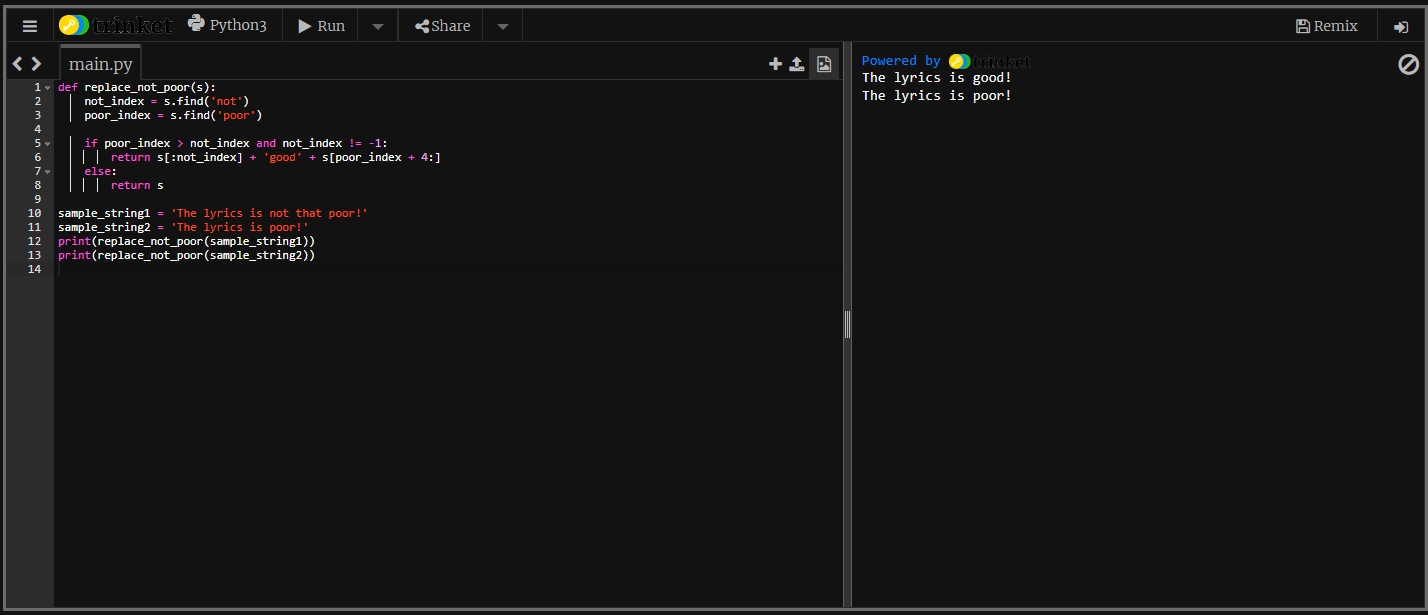 trinket Python3 Run Share Remix
main.py
1 def replace_not_poor(s):
2     not_index = s.find('not')
3     poor_index = s.find('poor')
4
5     if poor_index > not_index and not_index != -1:
6         return s[:not_index] + 'good' + s[poor_index + 4:]
7     else:
8         return s
9
10 sample_string1 = 'The lyrics is not that poor!'
11 sample_string2 = 'The lyrics is poor!'
12 print(replace_not_poor(sample_string1))
13 print(replace_not_poor(sample_string2))
14
Powered by trinket
The lyrics is good!
The lyrics is poor!